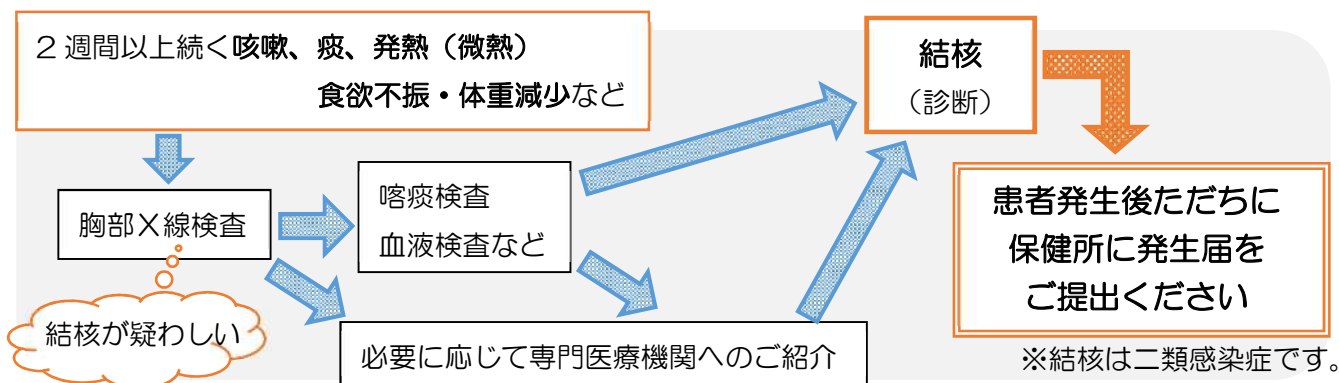 2週間以上続く咳嗽、痰、発熱（微熱）
食欲不振・体重減少など
結核
（診断）
胸部X線検査
喀痰検査
血液検査など
患者発生後ただちに
保健所に発生届を
ご提出ください
結核が疑わしい
必要に応じて専門医療機関へのご紹介
※結核は二類感染症です。